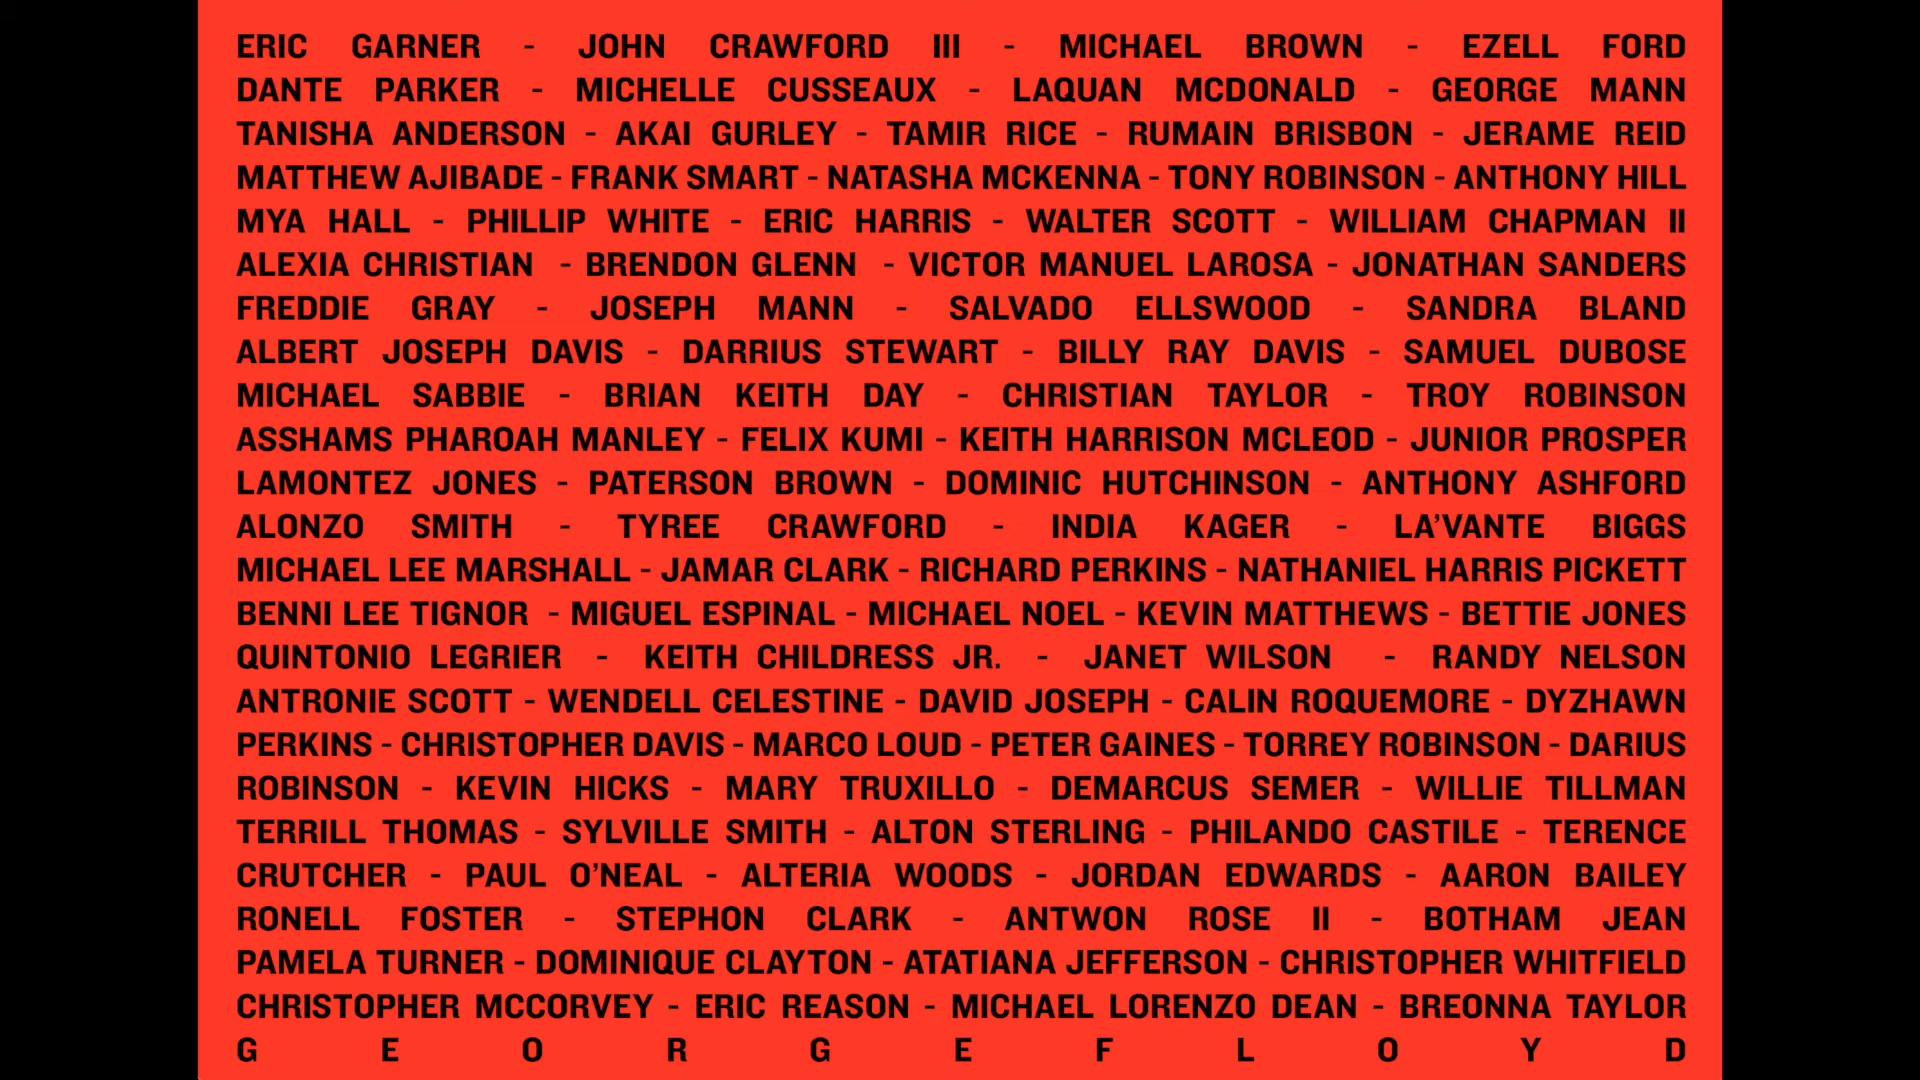 ERIC GARNER - JOHN CRAWFORD III - MICHAEL BROWN - EZELL FORD
DANTE PARKER - MICHELLE CUSSEAUX - LAQUAN MCDONALD - GEORGE MANN
TANISHA ANDERSON - AKAI GURLEY - TAMIR RICE - RUMAIN BRISBON - JERAME REID
MATTHEW AJIBADE - FRANK SMART - NATASHA MCKENNA - TONY ROBINSON - ANTHONY HILL
MYA HALL - PHILLIP WHITE - ERIC HARRIS - WALTER SCOTT - WILLIAM CHAPMAN II
ALEXIA CHRISTIAN - BRENDON GLENN - VICTOR MANUEL LAROSA - JONATHAN SANDERS
FREDDIE GRAY - JOSEPH MANN - SALVADO ELLSWOOD - SANDRA BLAND
ALBERT JOSEPH DAVIS - DARRIUS STEWART - BILLY RAY DAVIS - SAMUEL DUBOSE
MICHAEL SABBIE - BRIAN KEITH DAY - CHRISTIAN TAYLOR - TROY ROBINSON
ASSHAMS PHAROAH MANLEY - FELIX KUMI - KEITH HARRISON MCLEOD - JUNIOR PROSPER
LAMONTEZ JONES - PATERSON BROWN - DOMINIC HUTCHINSON - ANTHONY ASHFORD
ALONZO SMITH - TYREE CRAWFORD - INDIA KAGER - LA’VANTE BIGGS
MICHAEL LEE MARSHALL - JAMAR CLARK - RICHARD PERKINS - NATHANIEL HARRIS PICKETT
BENNI LEE TIGNOR - MIGUEL ESPINAL - MICHAEL NOEL - KEVIN MATTHEWS - BETTIE JONES
QUINTONIO LEGRIER - KEITH CHILDRESS JR. - JANET WILSON - RANDY NELSON
ANTRONIE SCOTT - WENDELL CELESTINE - DAVID JOSEPH - CALIN ROQUEMORE - DYZHAWN
PERKINS - CHRISTOPHER DAVIS - MARCO LOUD - PETER GAINES - TORREY ROBINSON - DARIUS
ROBINSON - KEVIN HICKS - MARY TRUXILLO - DEMARCUS SEMER - WILLIE TILLMAN
TERRILL THOMAS - SYLVILLE SMITH - ALTON STERLING - PHILANDO CASTILE - TERENCE
CRUTCHER - PAUL O’NEAL - ALTERIA WOODS - JORDAN EDWARDS - AARON BAILEY
RONELL FOSTER - STEPHON CLARK - ANTWON ROSE II - BOTHAM JEAN
PAMELA TURNER - DOMINIQUE CLAYTON - ATATIANA JEFFERSON - CHRISTOPHER WHITFIELD
CHRISTOPHER MCCORVEY - ERIC REASON - MICHAEL LORENZO DEAN - BREONNA TAYLOR
G E O R G E F L O Y D